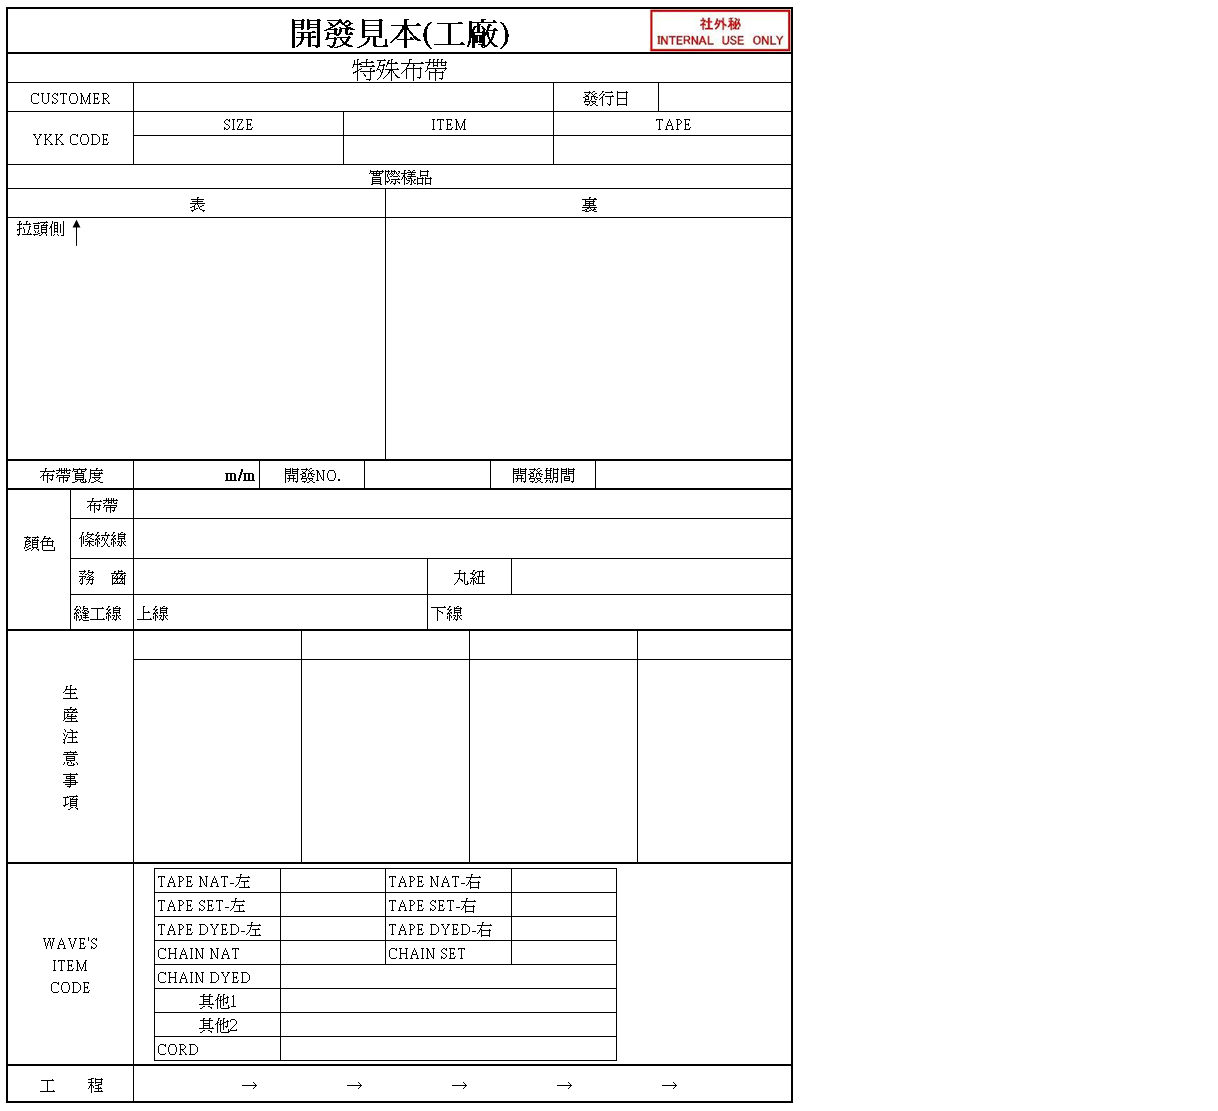 開發見本(工廠)
社外秘
INTERNAL USE ONLY
特殊布帶
CUSTOMER 發行日
YKK CODE SIZE ITEM TAPE
實際樣品
表 裏
拉頭側
布帶寬度 m/m 開發NO. 開發期間
顏色 布帶
條紋線
務 齒 丸紐
縫工線 上線 下線
生
產
注
意
事
項
WAVE'S
ITEM
CODE
TAPE NAT-左 TAPE NAT-右
TAPE SET-左 TAPE SET-右
TAPE DYED-左 TAPE DYED-右
CHAIN NAT CHAIN SET
CHAIN DYED
其他1
其他2
CORD
工 程 → → → → →